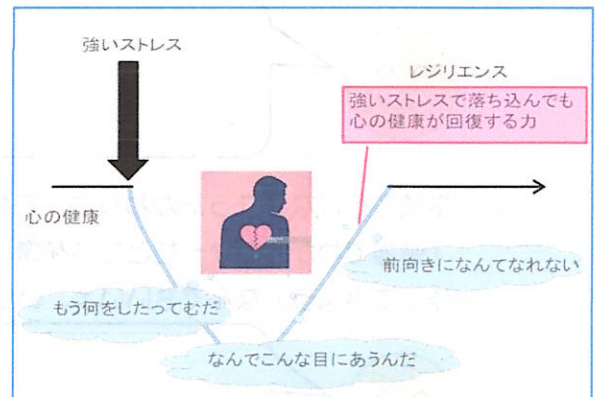 強いストレス
レジリエンス
強いストレスで落ち込んでも
心の健康が回復する力
心の健康
前向きになんてなれない
もう何をしたってむだ
なんでこんな目にあうんだ